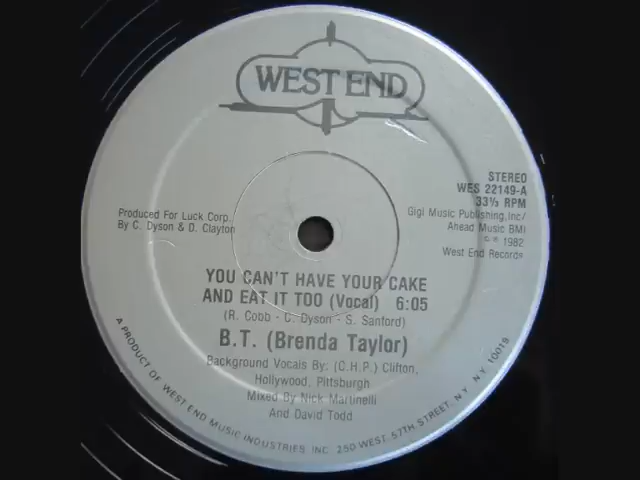 WEST END
STEREO
WES 22149-A
33⅓ RPM
Produced For Luck Corp.
By C. Dyson & D. Clayton
Gigi Music Publishing, Inc/
Ahead Music BMI
© ℗ 1982
West End Records
YOU CAN'T HAVE YOUR CAKE
AND EAT IT TOO (Vocal) 6:05
(R. Cobb - C. Dyson - S. Sanford)
B.T. (Brenda Taylor)
Background Vocals By: (C.H.P.) Clifton,
Hollywood, Pittsburgh
Mixed By Nick Martinelli
And David Todd
A PRODUCT OF WEST END MUSIC INDUSTRIES, INC. 250 WEST 57TH STREET, N.Y. N.Y. 10019